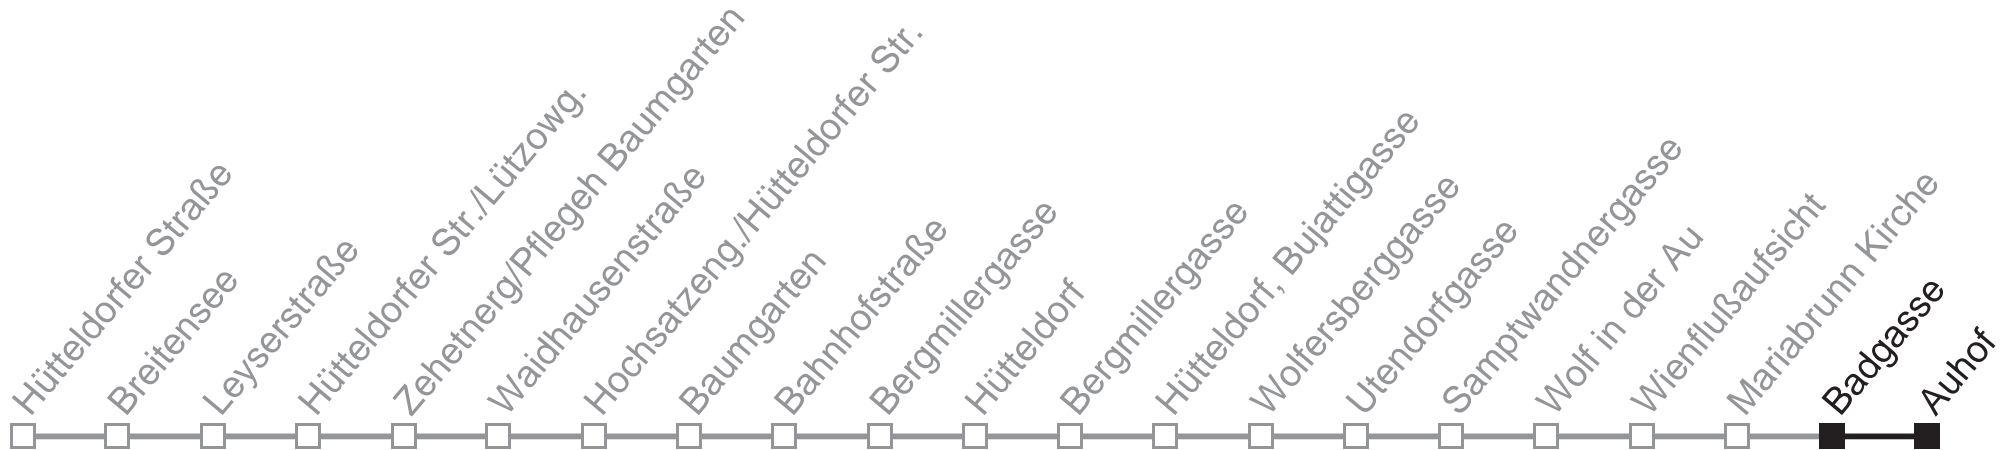 Hütteldorfer Straße
Breitensee
Leyserstraße
Hütteldorfer Str./Lützowg.
Zehetnerg/Pflegeh Baumgarten
Waidhausenstraße
Hochsatzeng./Hütteldorfer Str.
Baumgarten
Bahnhofstraße
Bergmillergasse
Hütteldorf
Bergmillergasse
Hütteldorf, Bujattigasse
Wolfersberggasse
Utendorfgasse
Samptwandnergasse
Wolf in der Au
Wienflußaufsicht
Mariabrunn Kirche
Badgasse
Auhof